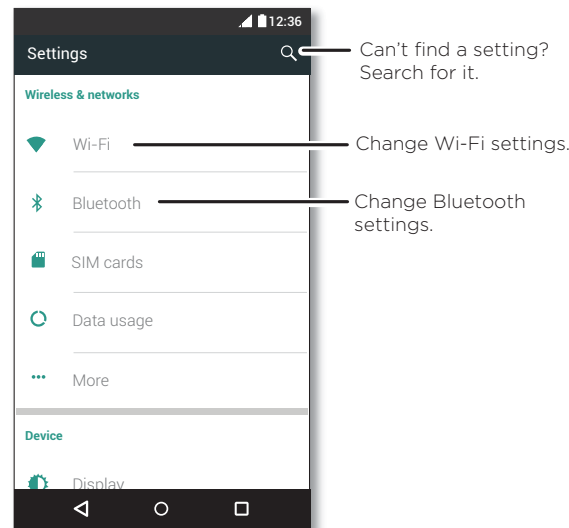 12:36
Settings
Can’t find a setting?
Search for it.
Wireless & networks
Wi-Fi
Change Wi-Fi settings.
Bluetooth
Change Bluetooth
settings.
SIM cards
Data usage
More
Device
Display